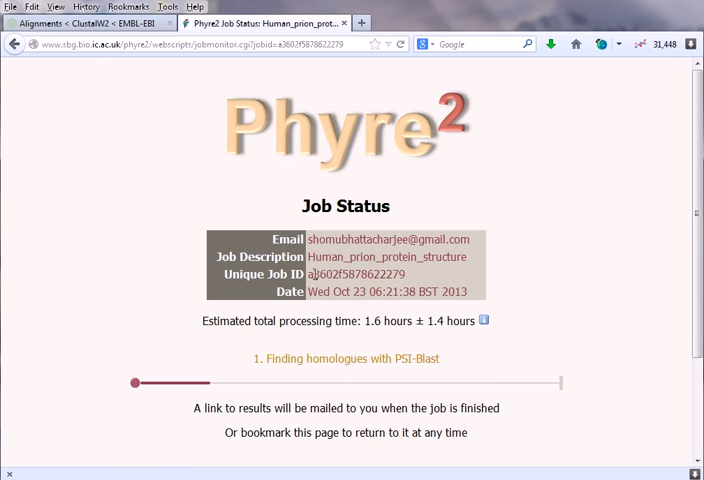 File Edit View History Bookmarks Tools Help
Alignments < ClustalW2 < EMBL-EBI × Phyre2 Job Status: Human_prion_prot... ×
www.sbg.bio.ic.ac.uk/phyre2/webscripts/jobmonitor.cgi?jobid=a3602f5878622279 Google 31,448
Phyre2
Job Status
Email shomubhattacharjee@gmail.com
Job Description Human_prion_protein_structure
Unique Job ID a3602f5878622279
Date Wed Oct 23 06:21:38 BST 2013
Estimated total processing time: 1.6 hours ± 1.4 hours
1. Finding homologues with PSI-Blast
A link to results will be mailed to you when the job is finished
Or bookmark this page to return to it at any time